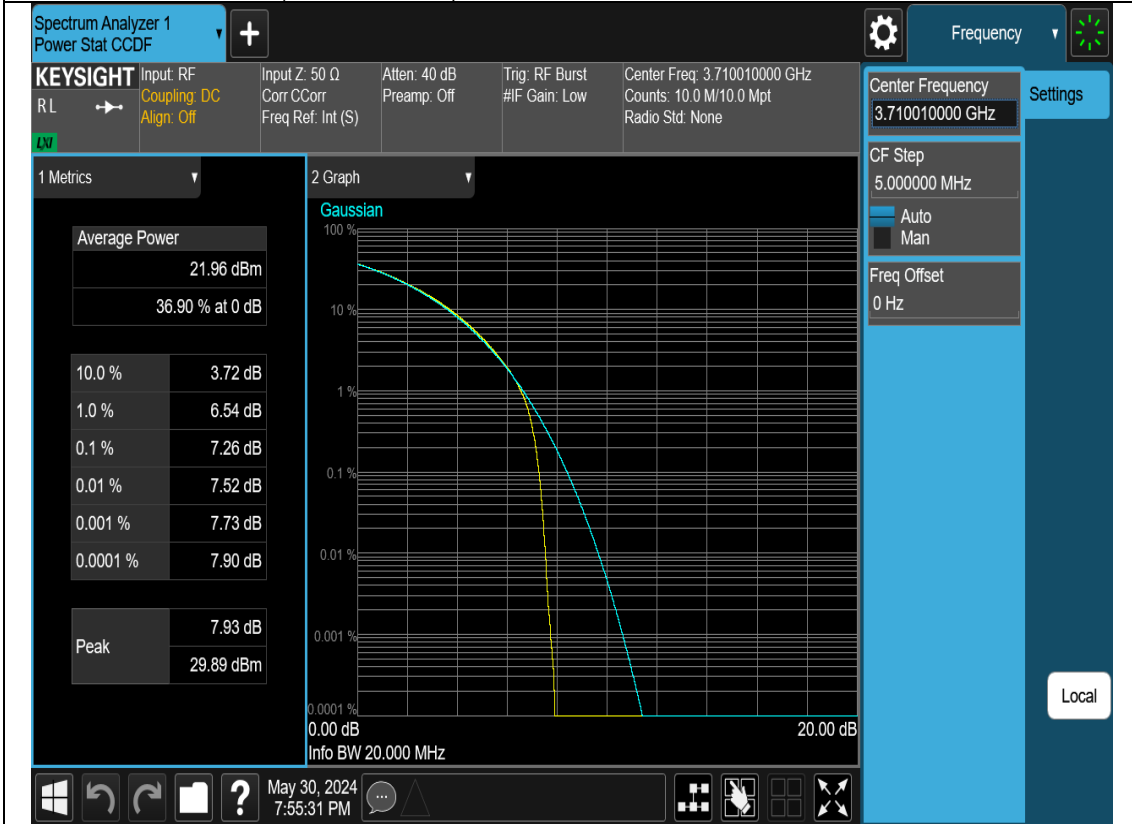 Spectrum Analyzer 1
Power Stat CCDF
+
Frequency
KEYSIGHT
RL
LXI
Input: RF
Coupling: DC
Align: Off
Input Z: 50 Ω
Corr CCorr
Freq Ref: Int (S)
Atten: 40 dB
Preamp: Off
Trig: RF Burst
#IF Gain: Low
Center Freq: 3.710010000 GHz
Counts: 10.0 M/10.0 Mpt
Radio Std: None
Center Frequency
3.710010000 GHz
Settings
CF Step
5.000000 MHz
Auto
Man
Freq Offset
0 Hz
1 Metrics
Average Power
21.96 dBm
36.90 % at 0 dB
10.0 % 3.72 dB
1.0 % 6.54 dB
0.1 % 7.26 dB
0.01 % 7.52 dB
0.001 % 7.73 dB
0.0001 % 7.90 dB
Peak 7.93 dB
29.89 dBm
2 Graph
Gaussian
100 %
10 %
1 %
0.1 %
0.01 %
0.001 %
0.0001 %
0.00 dB 20.00 dB
Info BW 20.000 MHz
Local
?
May 30, 2024
7:55:31 PM